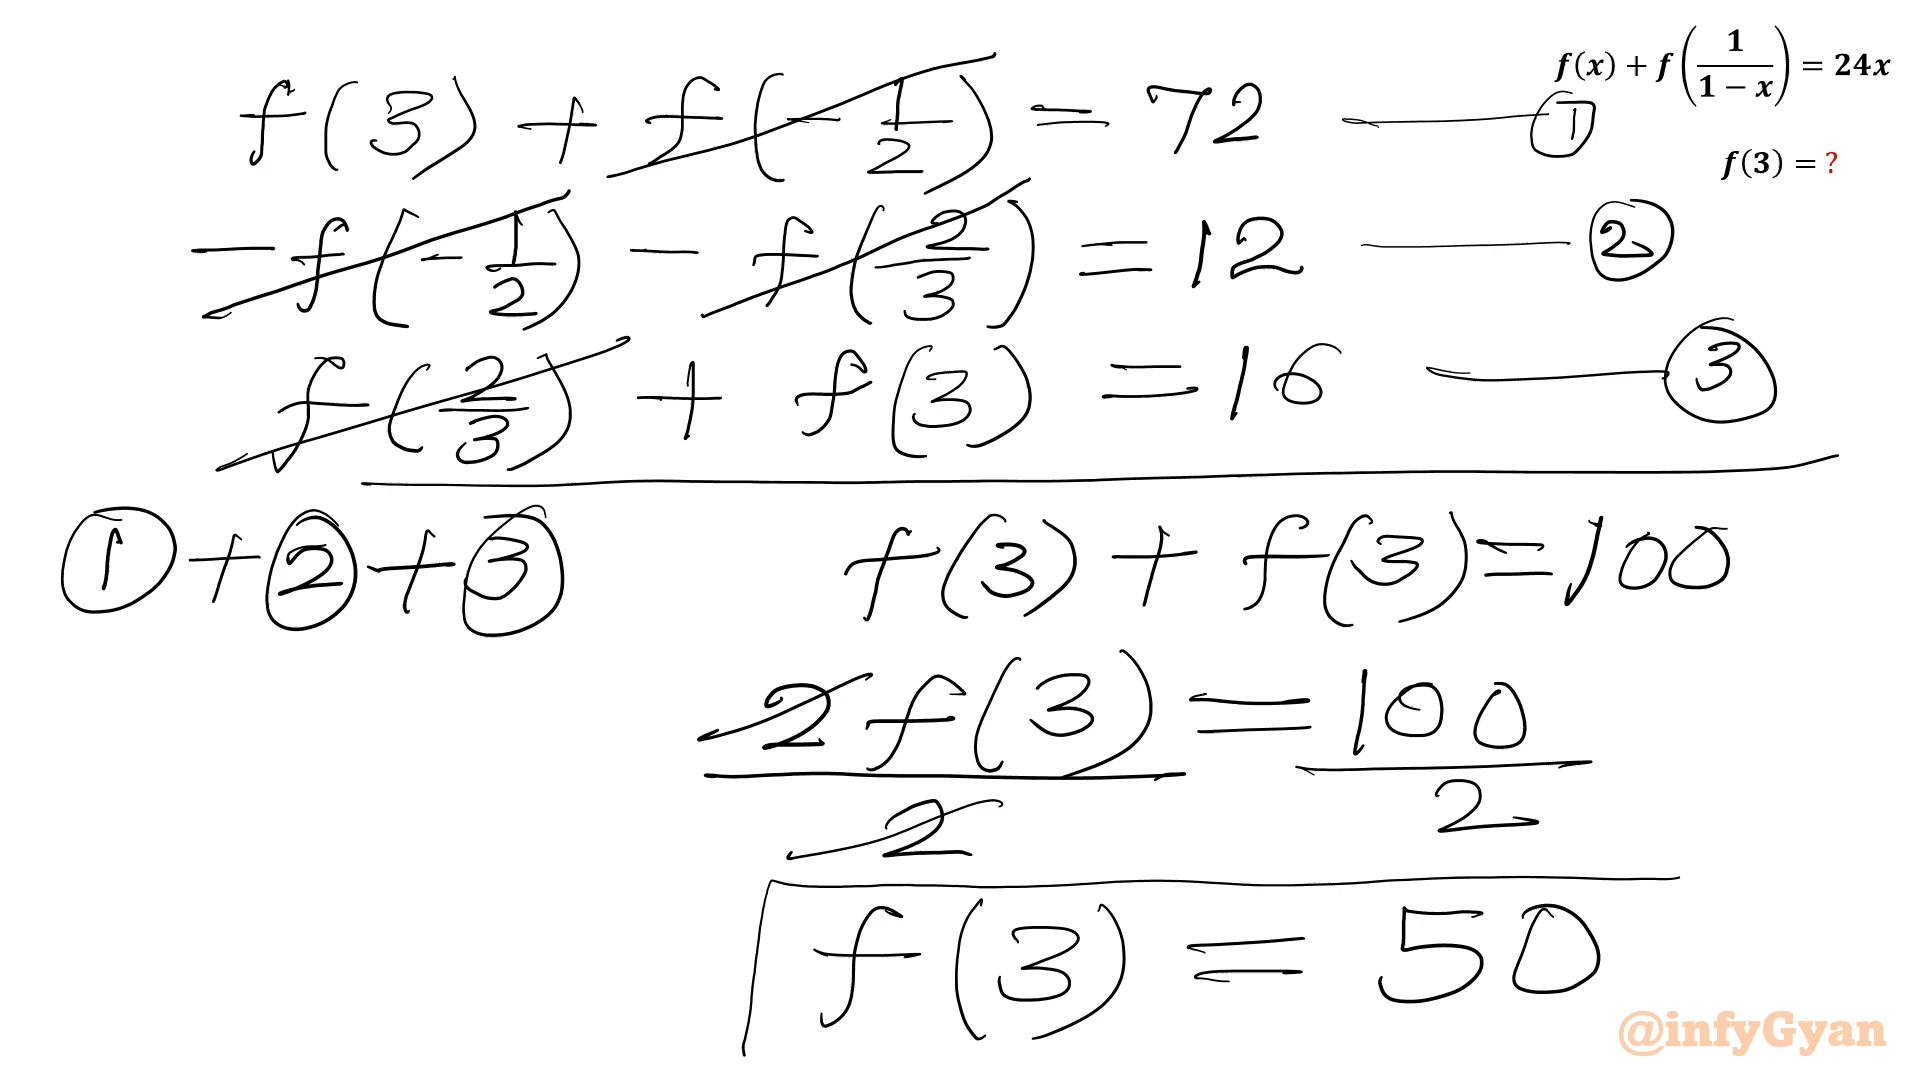 f(x) + f(1/(1 − x)) = 24x
f(3) = ?
f(3) + f(-1/2) = 72 —— ①
- f(-1/2) - f(2/3) = 12 —— ②
f(2/3) + f(3) = 16 —— ③
① + ② + ③ f(3) + f(3) = 100
2f(3)/2 = 100/2
f(3) = 50
@infyGyan